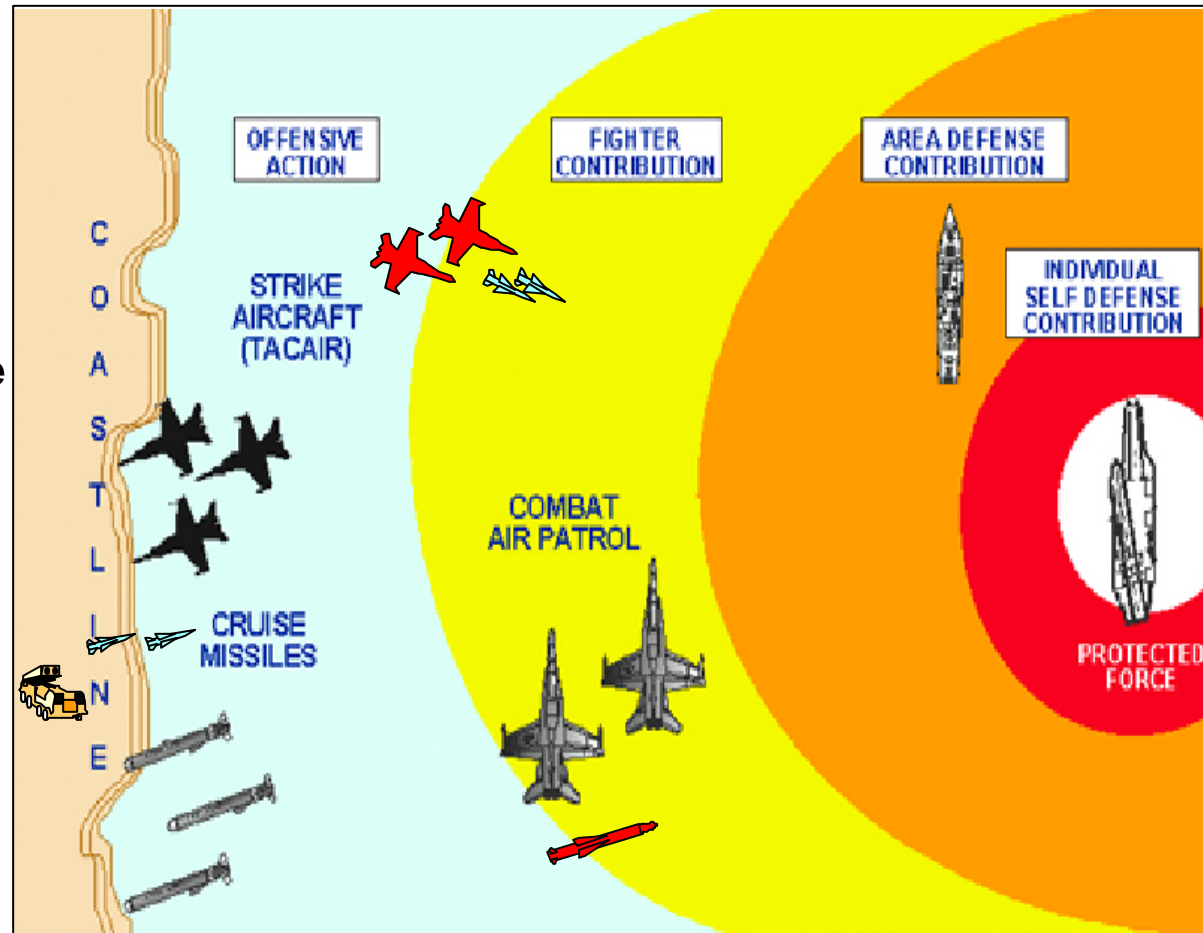 OFFENSIVE
ACTION
FIGHTER
CONTRIBUTION
AREA DEFENSE
CONTRIBUTION
INDIVIDUAL
SELF DEFENSE
CONTRIBUTION
COASTLINE
STRIKE
AIRCRAFT
(TACAIR)
COMBAT
AIR PATROL
CRUISE
MISSILES
PROTECTED
FORCE
e